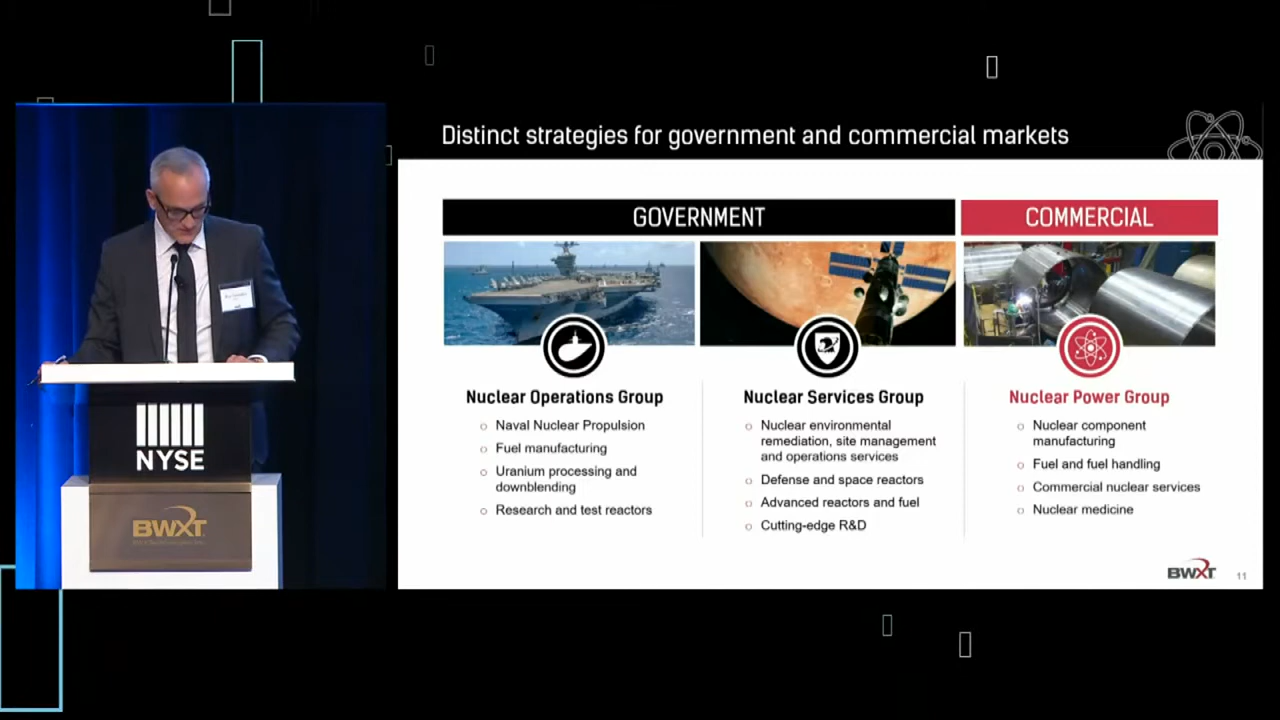 Distinct strategies for government and commercial markets
GOVERNMENT
COMMERCIAL
Nuclear Operations Group
o Naval Nuclear Propulsion
o Fuel manufacturing
o Uranium processing and
downblending
o Research and test reactors
Nuclear Services Group
o Nuclear environmental
remediation, site management
and operations services
o Defense and space reactors
o Advanced reactors and fuel
o Cutting-edge R&D
Nuclear Power Group
o Nuclear component
manufacturing
o Fuel and fuel handling
o Commercial nuclear services
o Nuclear medicine
BWXT
11
NYSE
BWXT